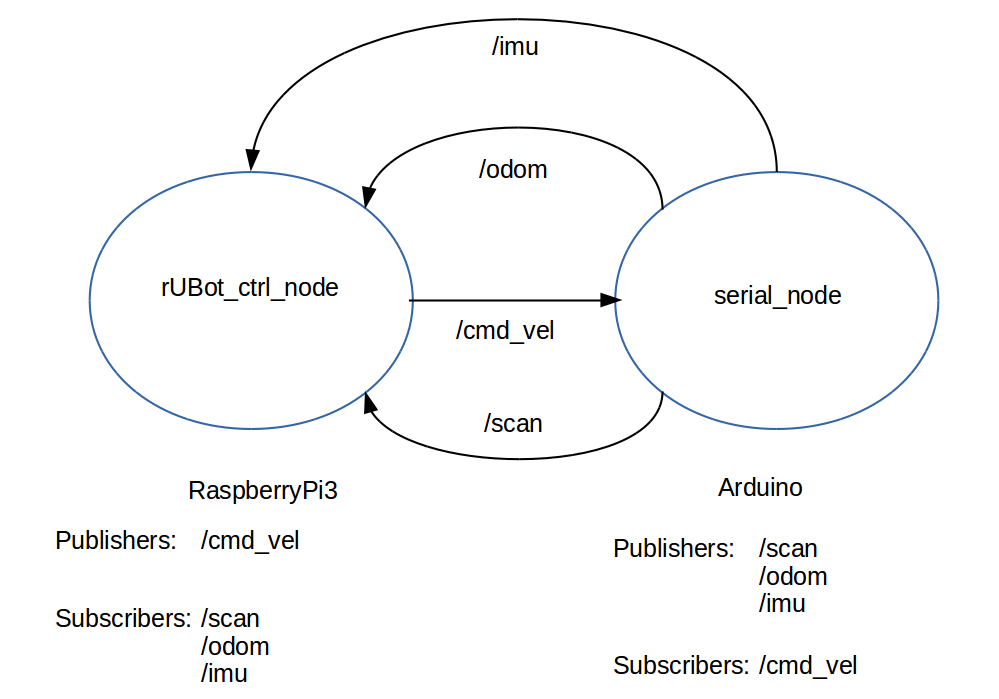 /imu
/odom
rUBot_ctrl_node
serial_node
/cmd_vel
/scan
RaspberryPi3
Publishers: /cmd_vel
Subscribers: /scan
/odom
/imu
Arduino
Publishers: /scan
/odom
/imu
Subscribers: /cmd_vel